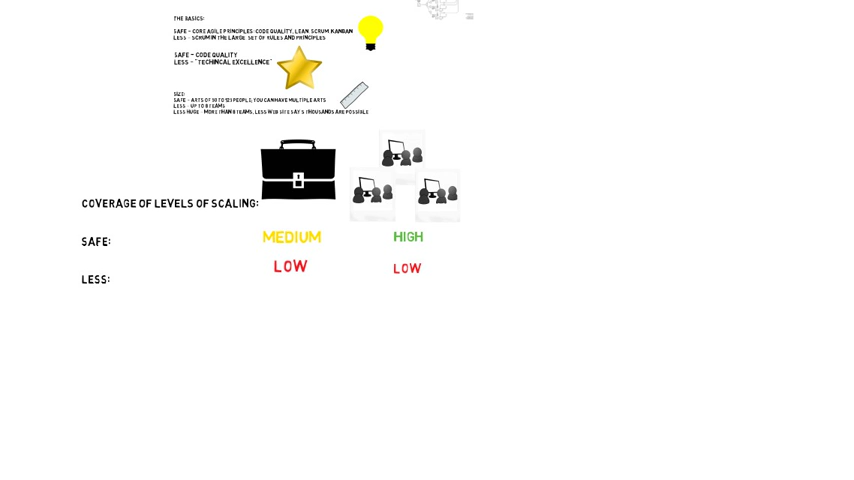 THE BASICS:
SAFE – CORE AGILE PRINCIPLES: CODE QUALITY, LEAN, SCRUM KANBAN
LESS - SCRUM IN THE LARGE. SET OF RULES AND PRINCIPLES
SAFE – CODE QUALITY
LESS - "TECHINCAL EXCELLENCE"
SIZE:
SAFE - ARTS OF 50 TO 125 PEOPLE, YOU CAN HAVE MULTIPLE ARTS
LESS - UP TO 8 TEAMS
LESS HUGE - MORE THAN 8 TEAMS, LESS WEB SITE SAYS THOUSANDS ARE POSSIBLE
COVERAGE OF LEVELS OF SCALING:
SAFE: MEDIUM HIGH
LESS: LOW LOW